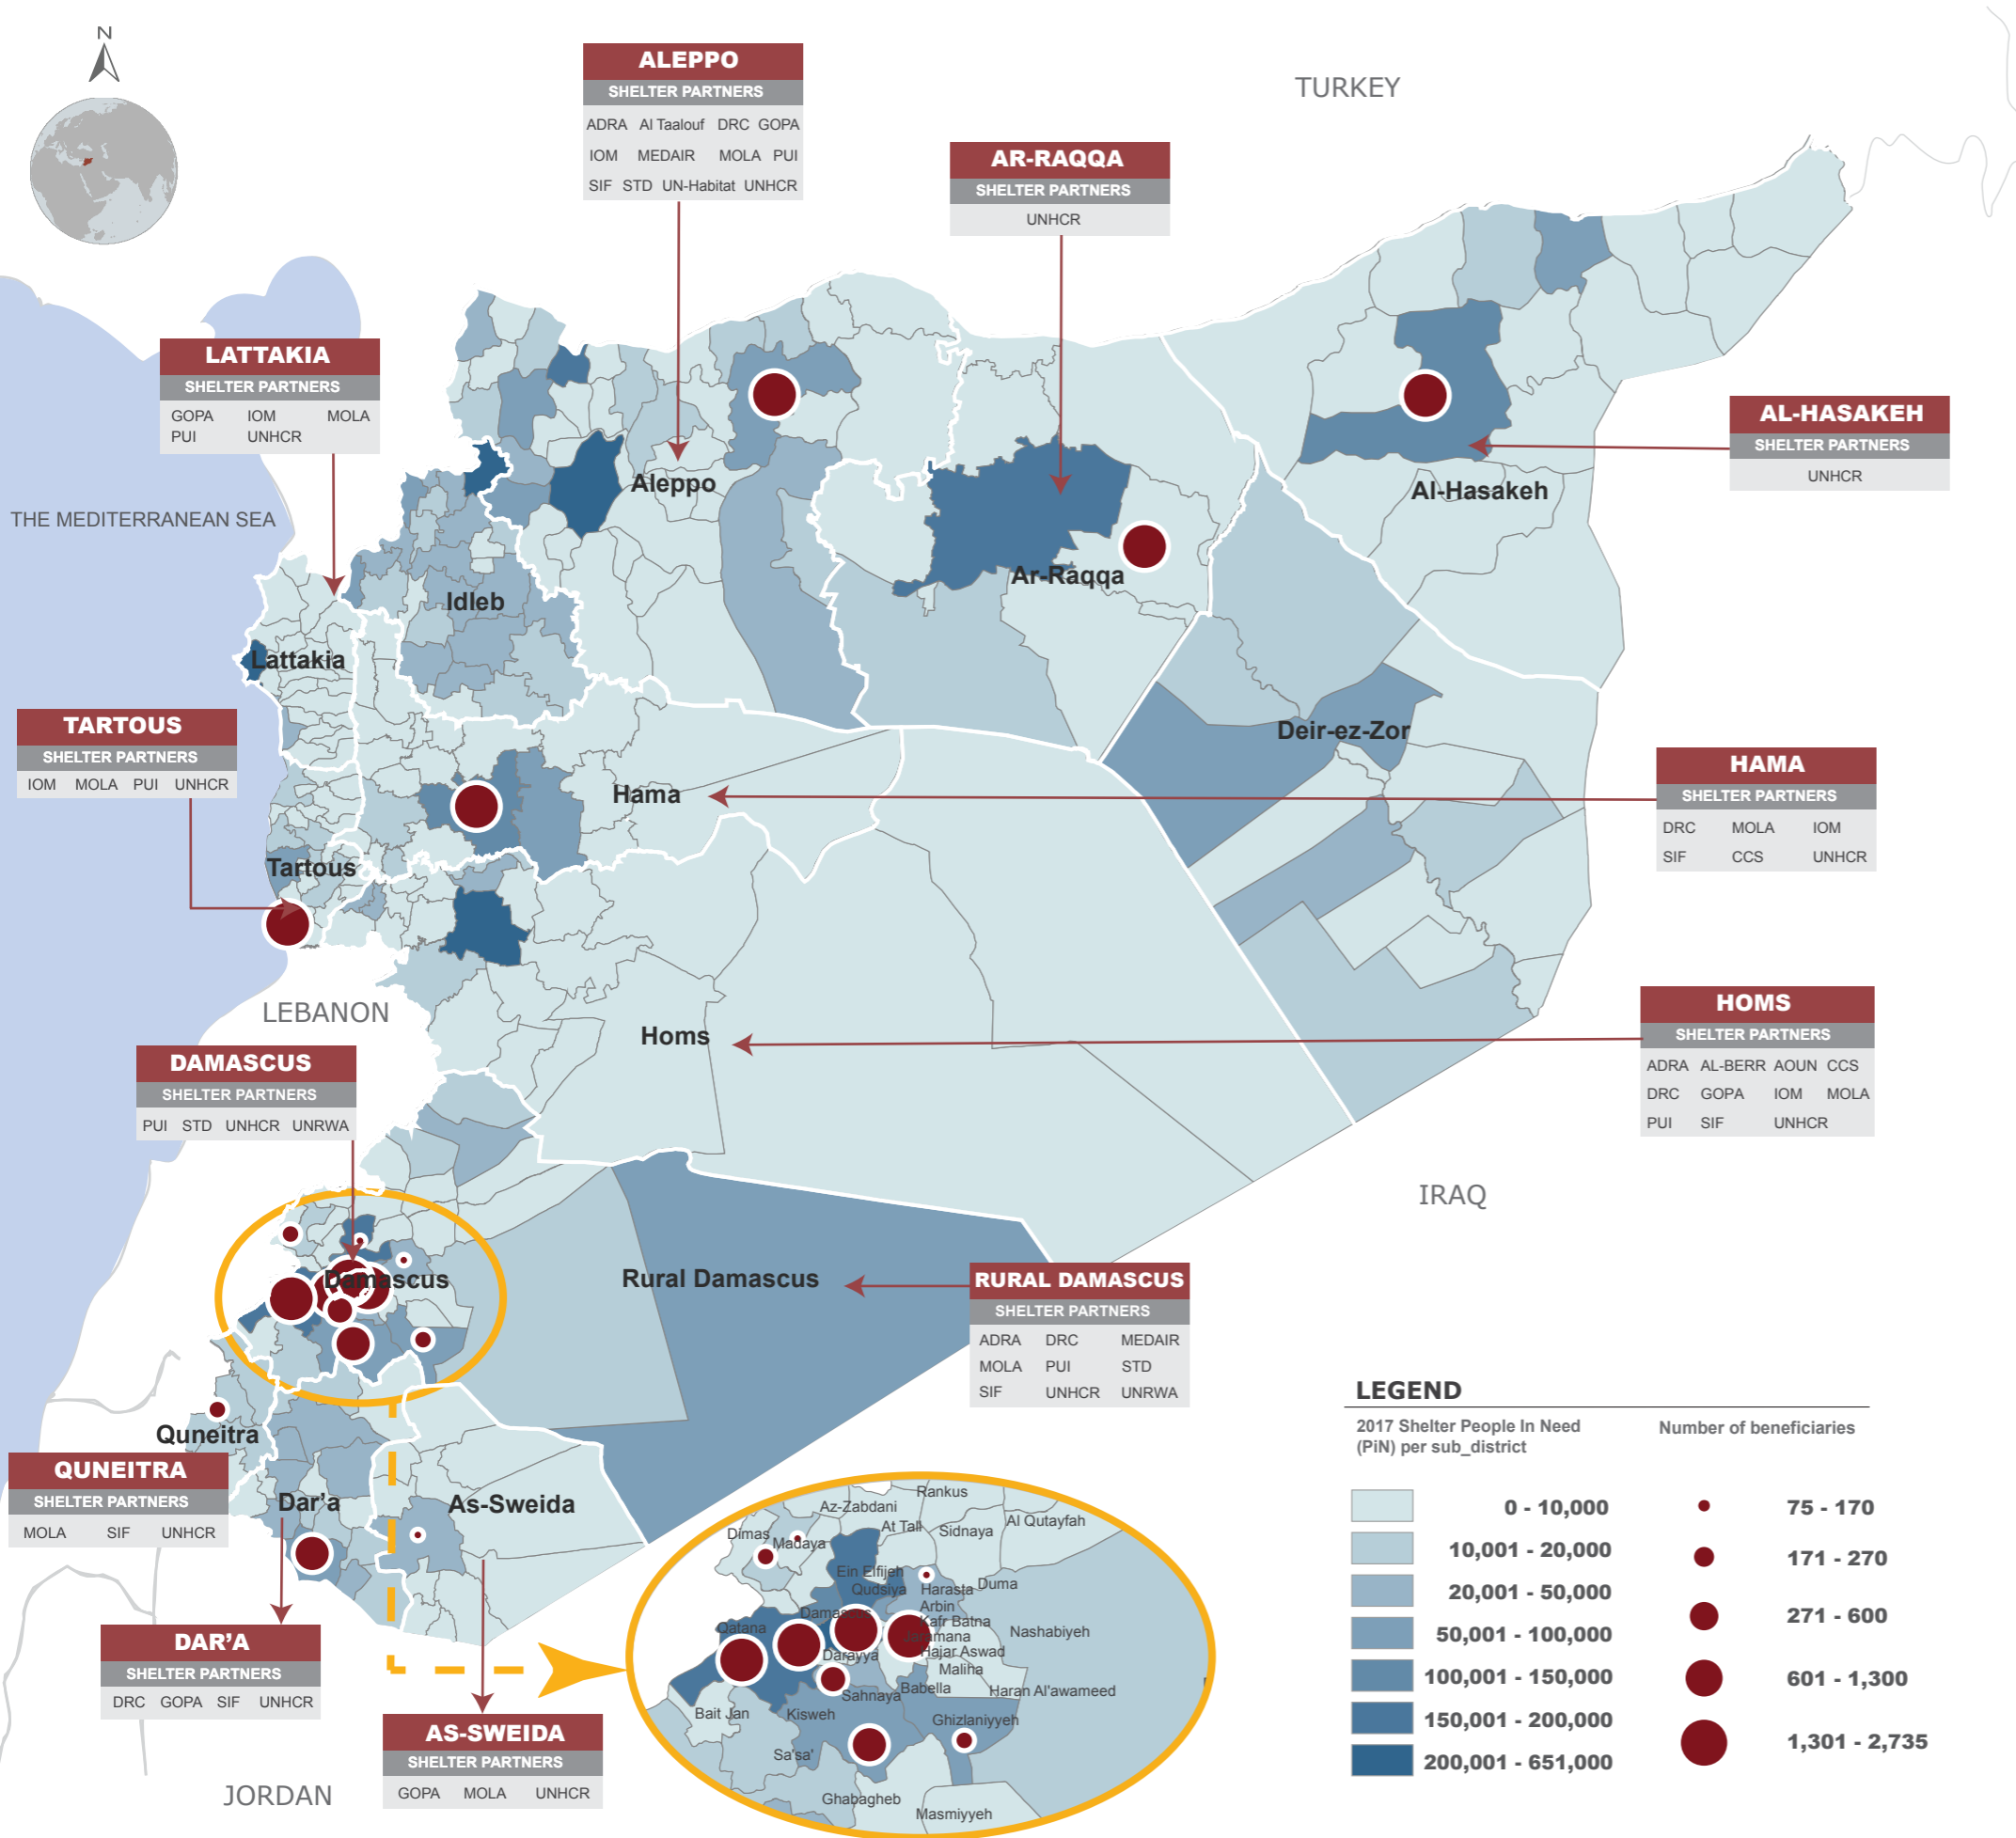 N
ALEPPO
SHELTER PARTNERS
ADRA Al Taalouf DRC GOPA
IOM MEDAIR MOLA PUI
SIF STD UN-Habitat UNHCR
TURKEY
AR-RAQQA
SHELTER PARTNERS
UNHCR
LATTAKIA
SHELTER PARTNERS
GOPA IOM MOLA
PUI UNHCR
AL-HASAKEH
SHELTER PARTNERS
UNHCR
THE MEDITERRANEAN SEA
Aleppo
Al-Hasakeh
Ar-Raqqa
Idleb
Lattakia
TARTOUS
SHELTER PARTNERS
IOM MOLA PUI UNHCR
Deir-ez-Zor
Hama
HAMA
SHELTER PARTNERS
DRC MOLA IOM
SIF CCS UNHCR
Tartous
LEBANON
Homs
HOMS
SHELTER PARTNERS
ADRA AL-BERR AOUN CCS
DRC GOPA IOM MOLA
PUI SIF UNHCR
DAMASCUS
SHELTER PARTNERS
PUI STD UNHCR UNRWA
IRAQ
Damascus
Rural Damascus
RURAL DAMASCUS
SHELTER PARTNERS
ADRA DRC MEDAIR
MOLA PUI STD
SIF UNHCR UNRWA
Quneitra
QUNEITRA
SHELTER PARTNERS
MOLA SIF UNHCR
Dar'a
As-Sweida
DAR'A
SHELTER PARTNERS
DRC GOPA SIF UNHCR
AS-SWEIDA
SHELTER PARTNERS
GOPA MOLA UNHCR
JORDAN
Rankus
Az-Zabdani
Al Qutayfah
At Tall
Sidnaya
Dimas
Madaya
Ein Elfijeh
Qudsiya
Harasta
Duma
Arbin
Damascus
Kafr Batna
Qatana
Jaramana
Nashabiyeh
Hajar Aswad
Darayya
Maliha
Babella
Haran Al'awameed
Sahnaya
Bait Jan
Kisweh
Ghizlaniyyeh
Sa'sa'
Ghabagheb
Masmiyyeh
LEGEND
2017 Shelter People In Need
(PiN) per sub_district
0 - 10,000
10,001 - 20,000
20,001 - 50,000
50,001 - 100,000
100,001 - 150,000
150,001 - 200,000
200,001 - 651,000
Number of beneficiaries
75 - 170
171 - 270
271 - 600
601 - 1,300
1,301 - 2,735